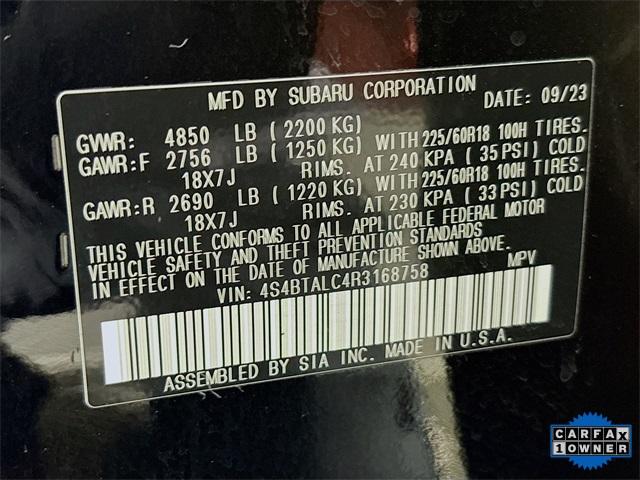 MFD BY SUBARU CORPORATION DATE: 09/23
GVWR: 4850 LB (2200 KG)
GAWR:F 2756 LB (1250 KG) WITH 225/60R18 100H TIRES.
18X7J RIMS. AT 240 KPA (35 PSI) COLD
GAWR:R 2690 LB (1220 KG) WITH 225/60R18 100H TIRES.
18X7J RIMS. AT 230 KPA (33 PSI) COLD
THIS VEHICLE CONFORMS TO ALL APPLICABLE FEDERAL MOTOR
VEHICLE SAFETY AND THEFT PREVENTION STANDARDS
IN EFFECT ON THE DATE OF MANUFACTURE SHOWN ABOVE.
VIN: 4S4BTALC4R3168758 MPV
ASSEMBLED BY SIA INC. MADE IN U.S.A.
CARFAX
1 OWNER